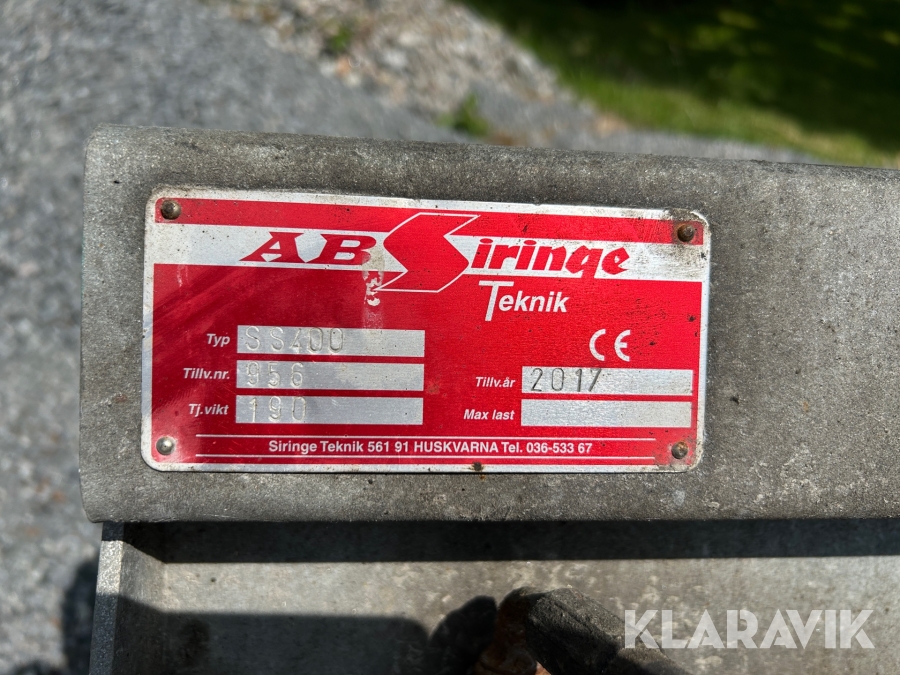 AB Siringe
Teknik
Typ SS400
CE
Tillv.nr. 956
Tillv.år 2017
Tj.vikt 190
Max last
Siringe Teknik 561 91 HUSKVARNA Tel. 036-533 67
KLARAVIK